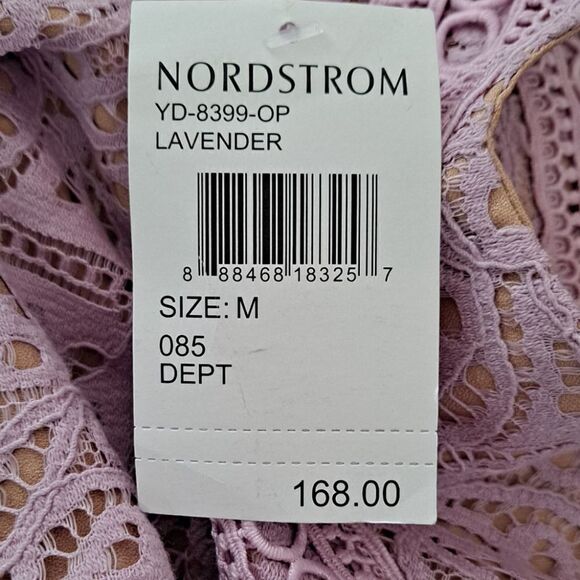 NORDSTROM
YD-8399-OP
LAVENDER
8 88468 18325 7
SIZE: M
085
DEPT
168.00